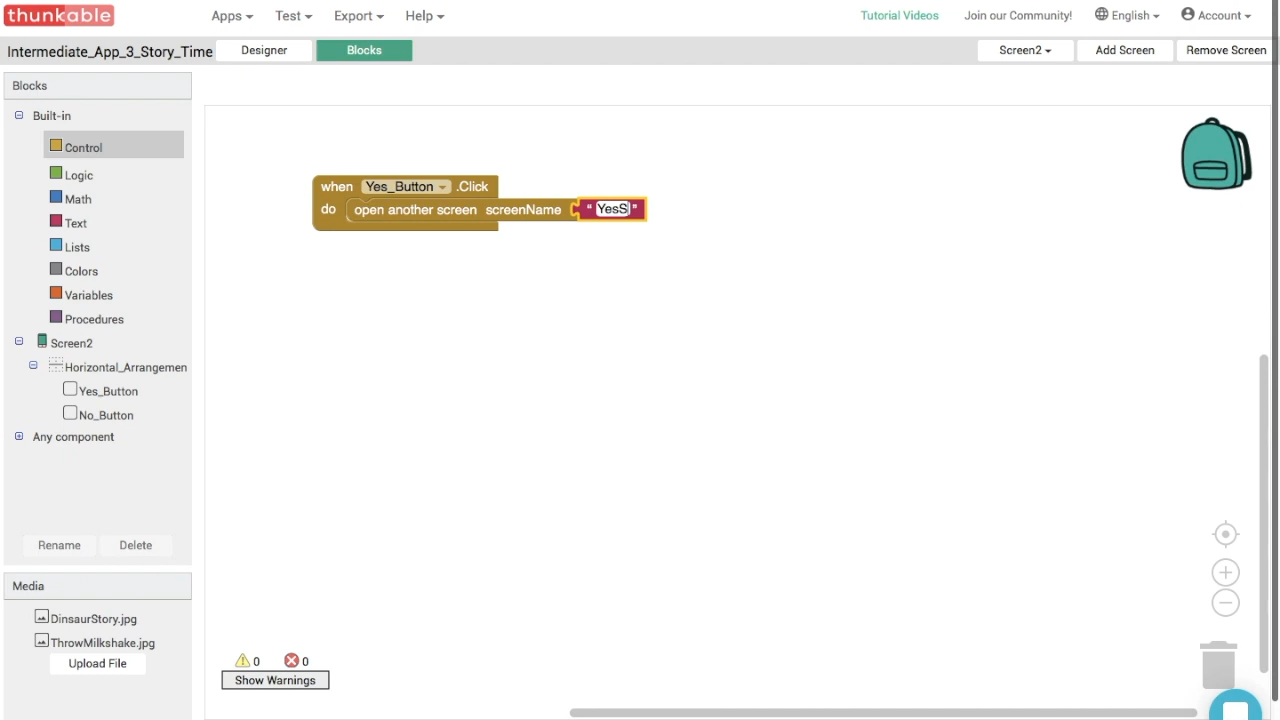 thunkable
Apps Test Export Help Tutorial Videos Join our Community! English Account
Intermediate_App_3_Story_Time Designer Blocks Screen2 Add Screen Remove Screen
Blocks
Built-in
Control
Logic
Math
Text
Lists
Colors
Variables
Procedures
Screen2
Horizontal_Arrangemen
Yes_Button
No_Button
Any component
Rename Delete
Media
DinsaurStory.jpg
ThrowMilkshake.jpg
Upload File
when Yes_Button .Click
do open another screen screenName “ YesS ”
0 0
Show Warnings